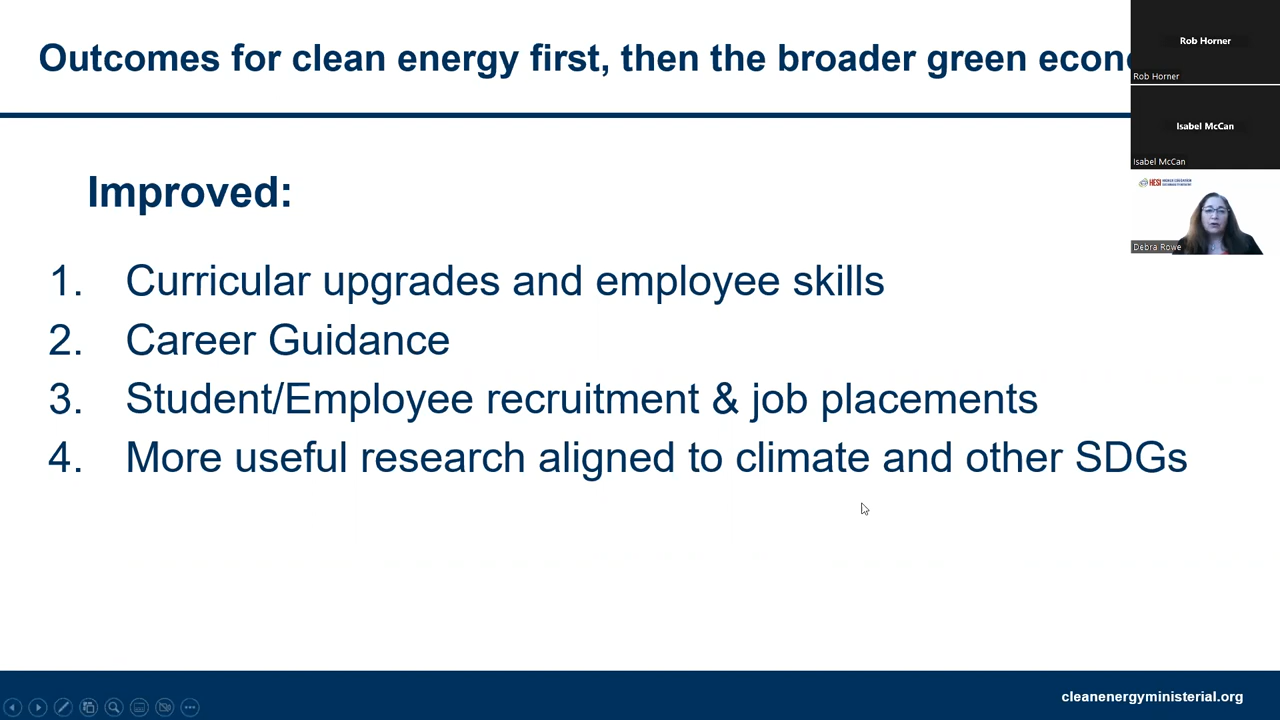 Outcomes for clean energy first, then the broader green econo
Rob Horner
Rob Horner
Isabel McCan
Isabel McCan
HESI
Debra Rowe
Improved:
1. Curricular upgrades and employee skills
2. Career Guidance
3. Student/Employee recruitment & job placements
4. More useful research aligned to climate and other SDGs
cleanenergyministerial.org